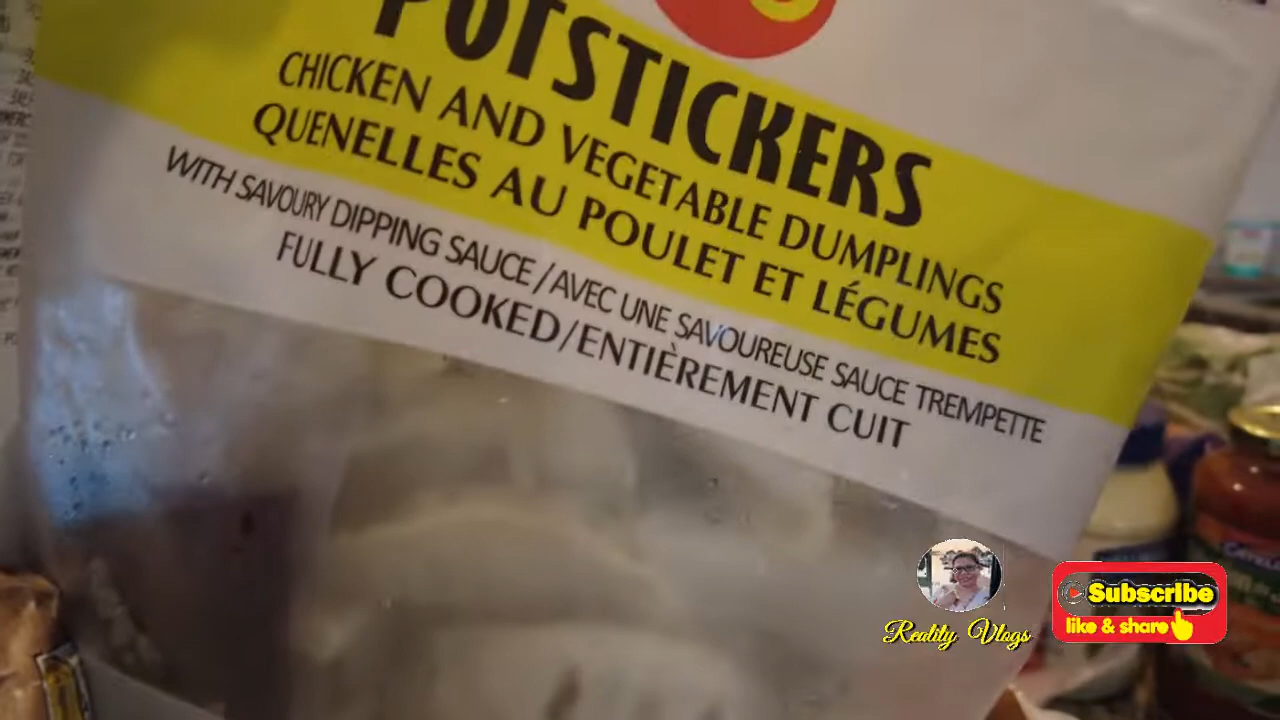 POTSTICKERS
CHICKEN AND VEGETABLE DUMPLINGS
QUENELLES AU POULET ET LÉGUMES
WITH SAVOURY DIPPING SAUCE / AVEC UNE SAVOUREUSE SAUCE TREMPETTE
FULLY COOKED/ENTIÈREMENT CUIT
Reality Vlogs
Subscribe
like & share